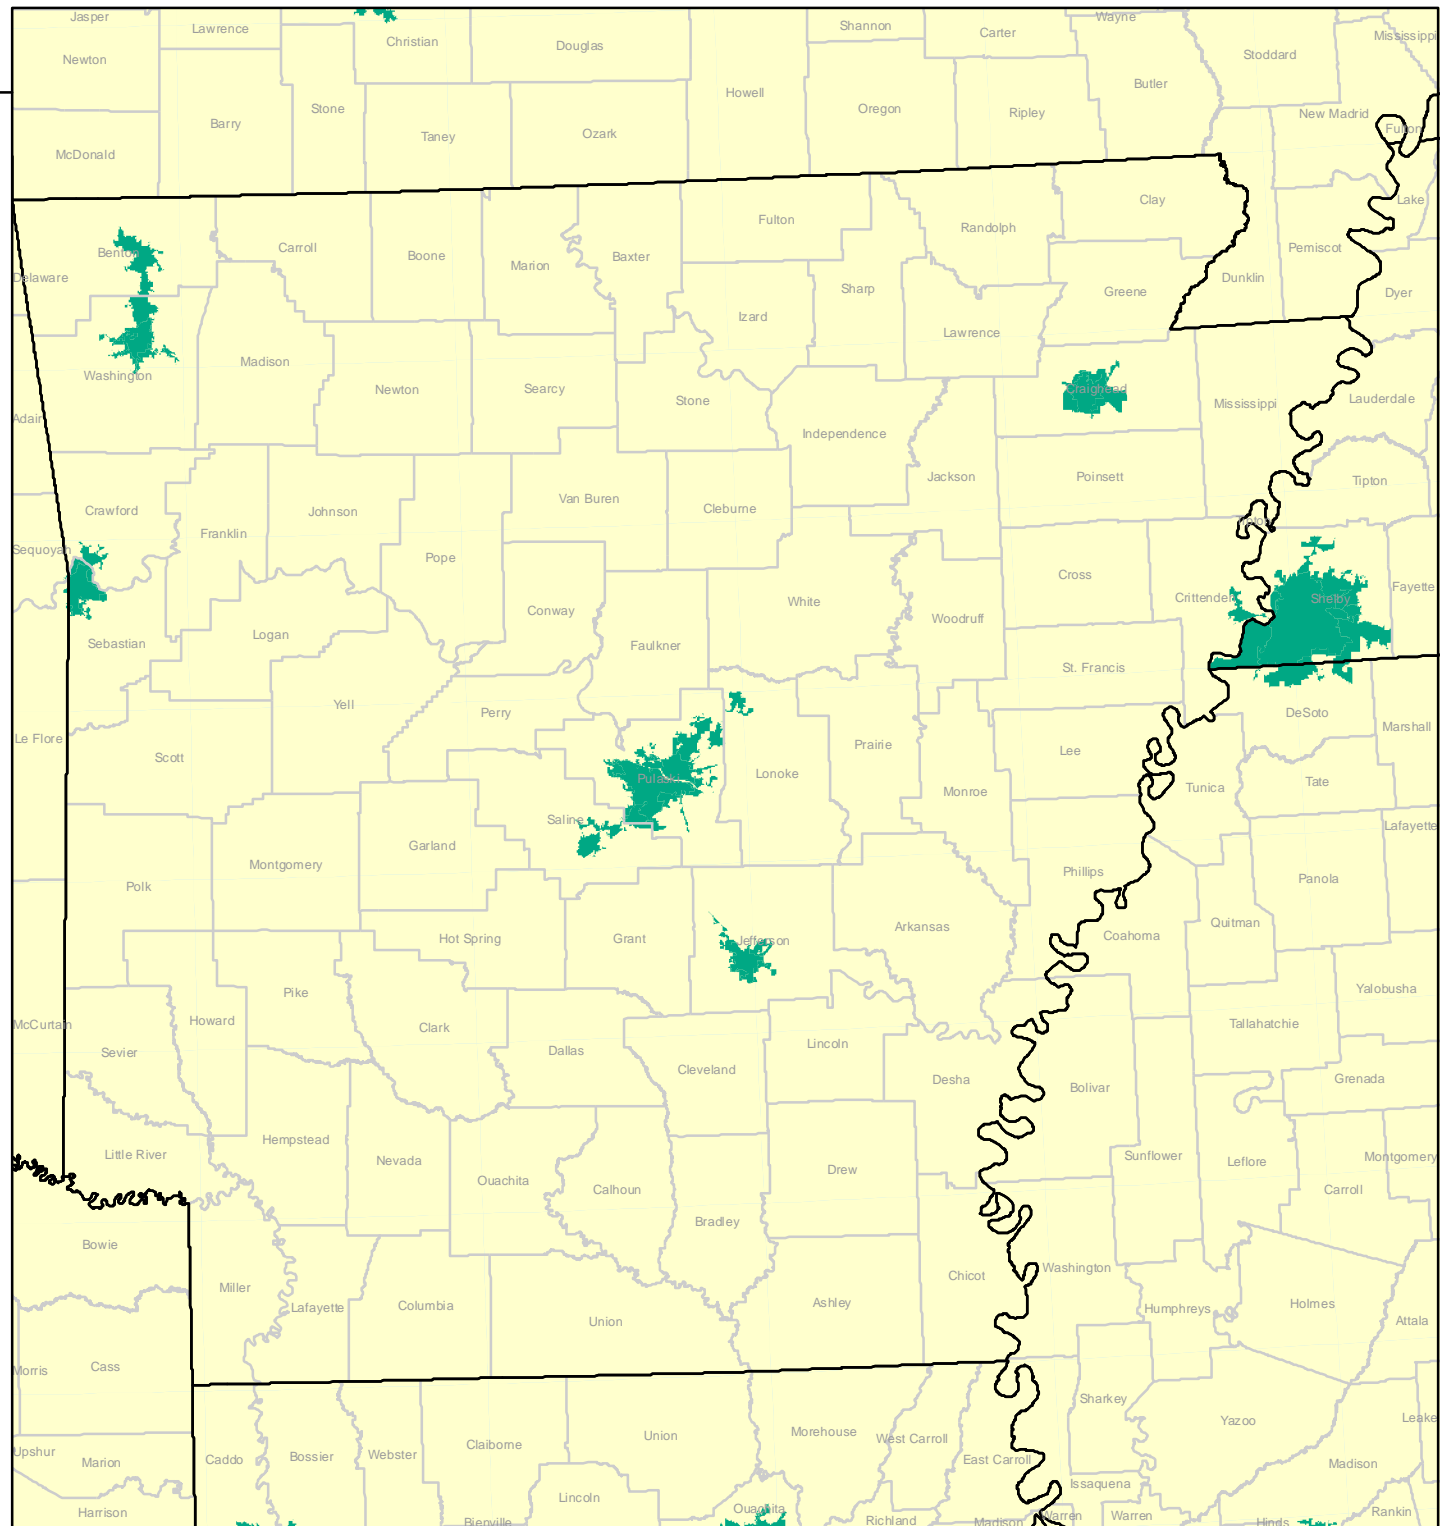 Jasper
Lawrence
Christian
Douglas
Shannon
Carter
Wayne
Stoddard
Mississippi
Newton
Barry
Stone
Taney
Ozark
Howell
Oregon
Ripley
Butler
New Madrid
Fulton
McDonald
Benton
Carroll
Boone
Marion
Baxter
Fulton
Randolph
Clay
Lake
Pemiscot
Delaware
Sharp
Greene
Dunklin
Dyer
Izard
Lawrence
Washington
Madison
Newton
Searcy
Stone
Craighead
Mississippi
Lauderdale
Adair
Independence
Jackson
Poinsett
Tipton
Crawford
Franklin
Johnson
Van Buren
Cleburne
Tipton
Sequoyah
Pope
Cross
Crittenden
Shelby
Fayette
Conway
White
Woodruff
Sebastian
Logan
Faulkner
St. Francis
Yell
Perry
DeSoto
Marshall
Le Flore
Scott
Pulaski
Lonoke
Prairie
Lee
Monroe
Tunica
Tate
Saline
Lafayette
Garland
Montgomery
Polk
Phillips
Panola
Hot Spring
Grant
Jefferson
Arkansas
Coahoma
Quitman
McCurtain
Pike
Howard
Clark
Yalobusha
Tallahatchie
Sevier
Dallas
Cleveland
Lincoln
Desha
Bolivar
Grenada
Little River
Hempstead
Nevada
Ouachita
Calhoun
Drew
Sunflower
Leflore
Montgomery
Carroll
Bradley
Bowie
Miller
Lafayette
Columbia
Union
Ashley
Chicot
Washington
Humphreys
Holmes
Attala
Morris
Cass
Sharkey
Yazoo
Leake
Upshur
Marion
Caddo
Bossier
Webster
Claiborne
Union
Morehouse
West Carroll
East Carroll
Madison
Issaquena
Harrison
Lincoln
Ouachita
Bienville
Richland
Madison
Warren
Warren
Hinds
Rankin